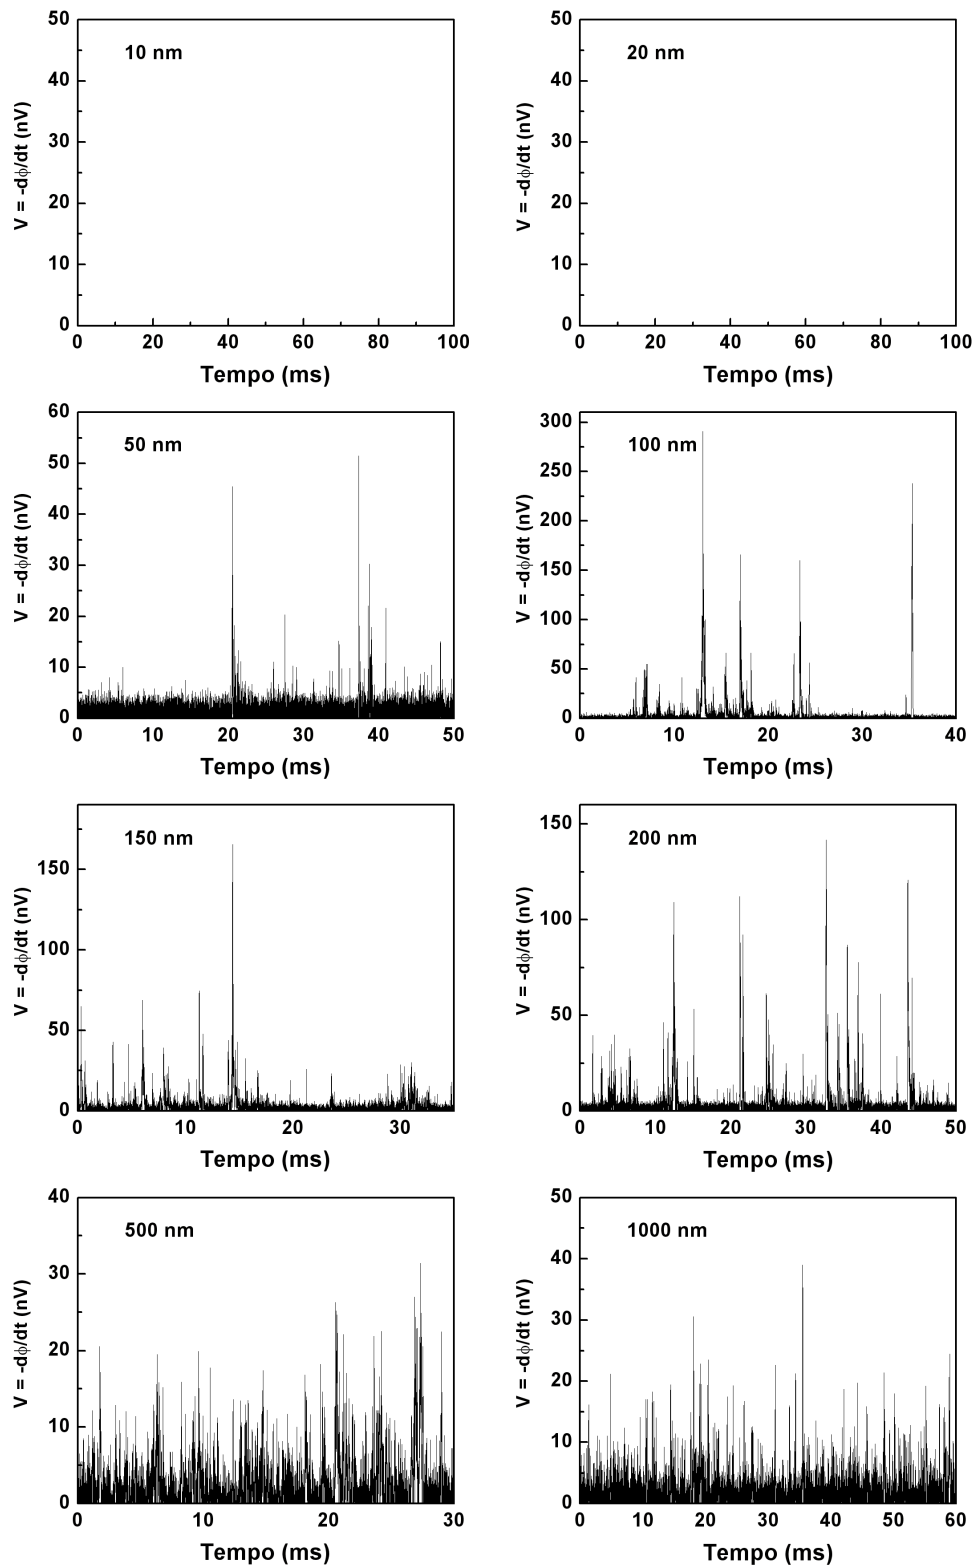 50
40
30
20
10
0
V = -dϕ/dt (nV)
10 nm
0 20 40 60 80 100
Tempo (ms)
50
40
30
20
10
0
V = -dϕ/dt (nV)
20 nm
0 20 40 60 80 100
Tempo (ms)
60
50
40
30
20
10
0
V = -dϕ/dt (nV)
50 nm
0 10 20 30 40 50
Tempo (ms)
300
250
200
150
100
50
0
V = -dϕ/dt (nV)
100 nm
0 10 20 30 40
Tempo (ms)
150
100
50
0
V = -dϕ/dt (nV)
150 nm
0 10 20 30
Tempo (ms)
150
100
50
0
V = -dϕ/dt (nV)
200 nm
0 10 20 30 40 50
Tempo (ms)
40
30
20
10
0
V = -dϕ/dt (nV)
500 nm
0 10 20 30
Tempo (ms)
50
40
30
20
10
0
V = -dϕ/dt (nV)
1000 nm
0 10 20 30 40 50 60
Tempo (ms)